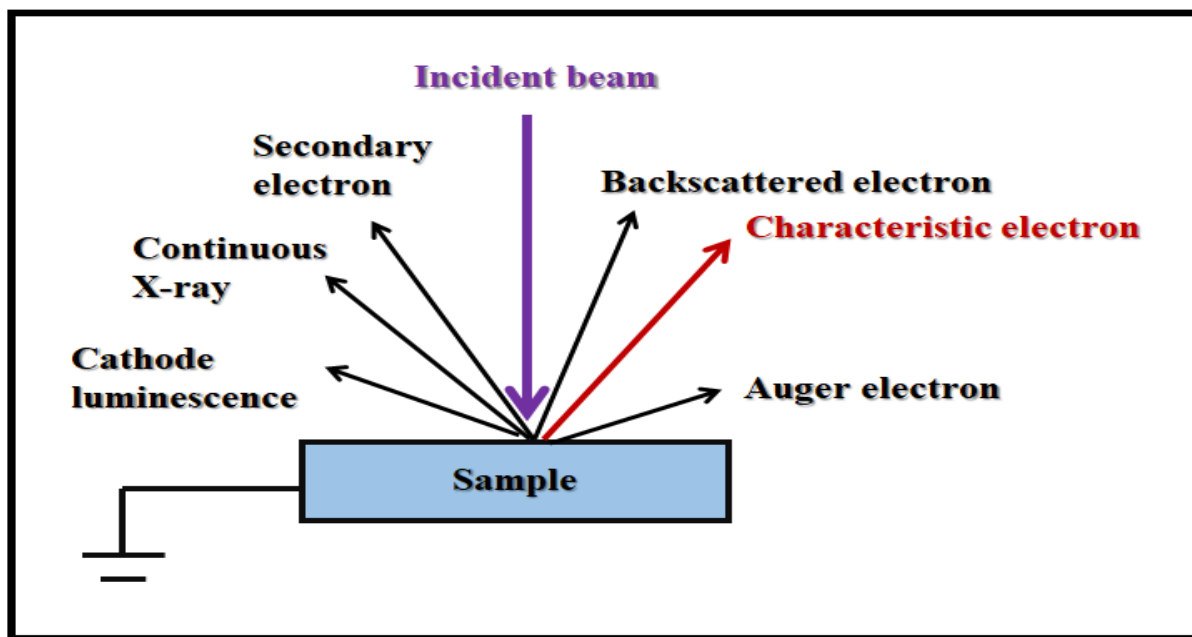 Incident beam
Secondary
electron
Backscattered electron
Characteristic electron
Continuous
X-ray
Cathode
luminescence
Auger electron
Sample